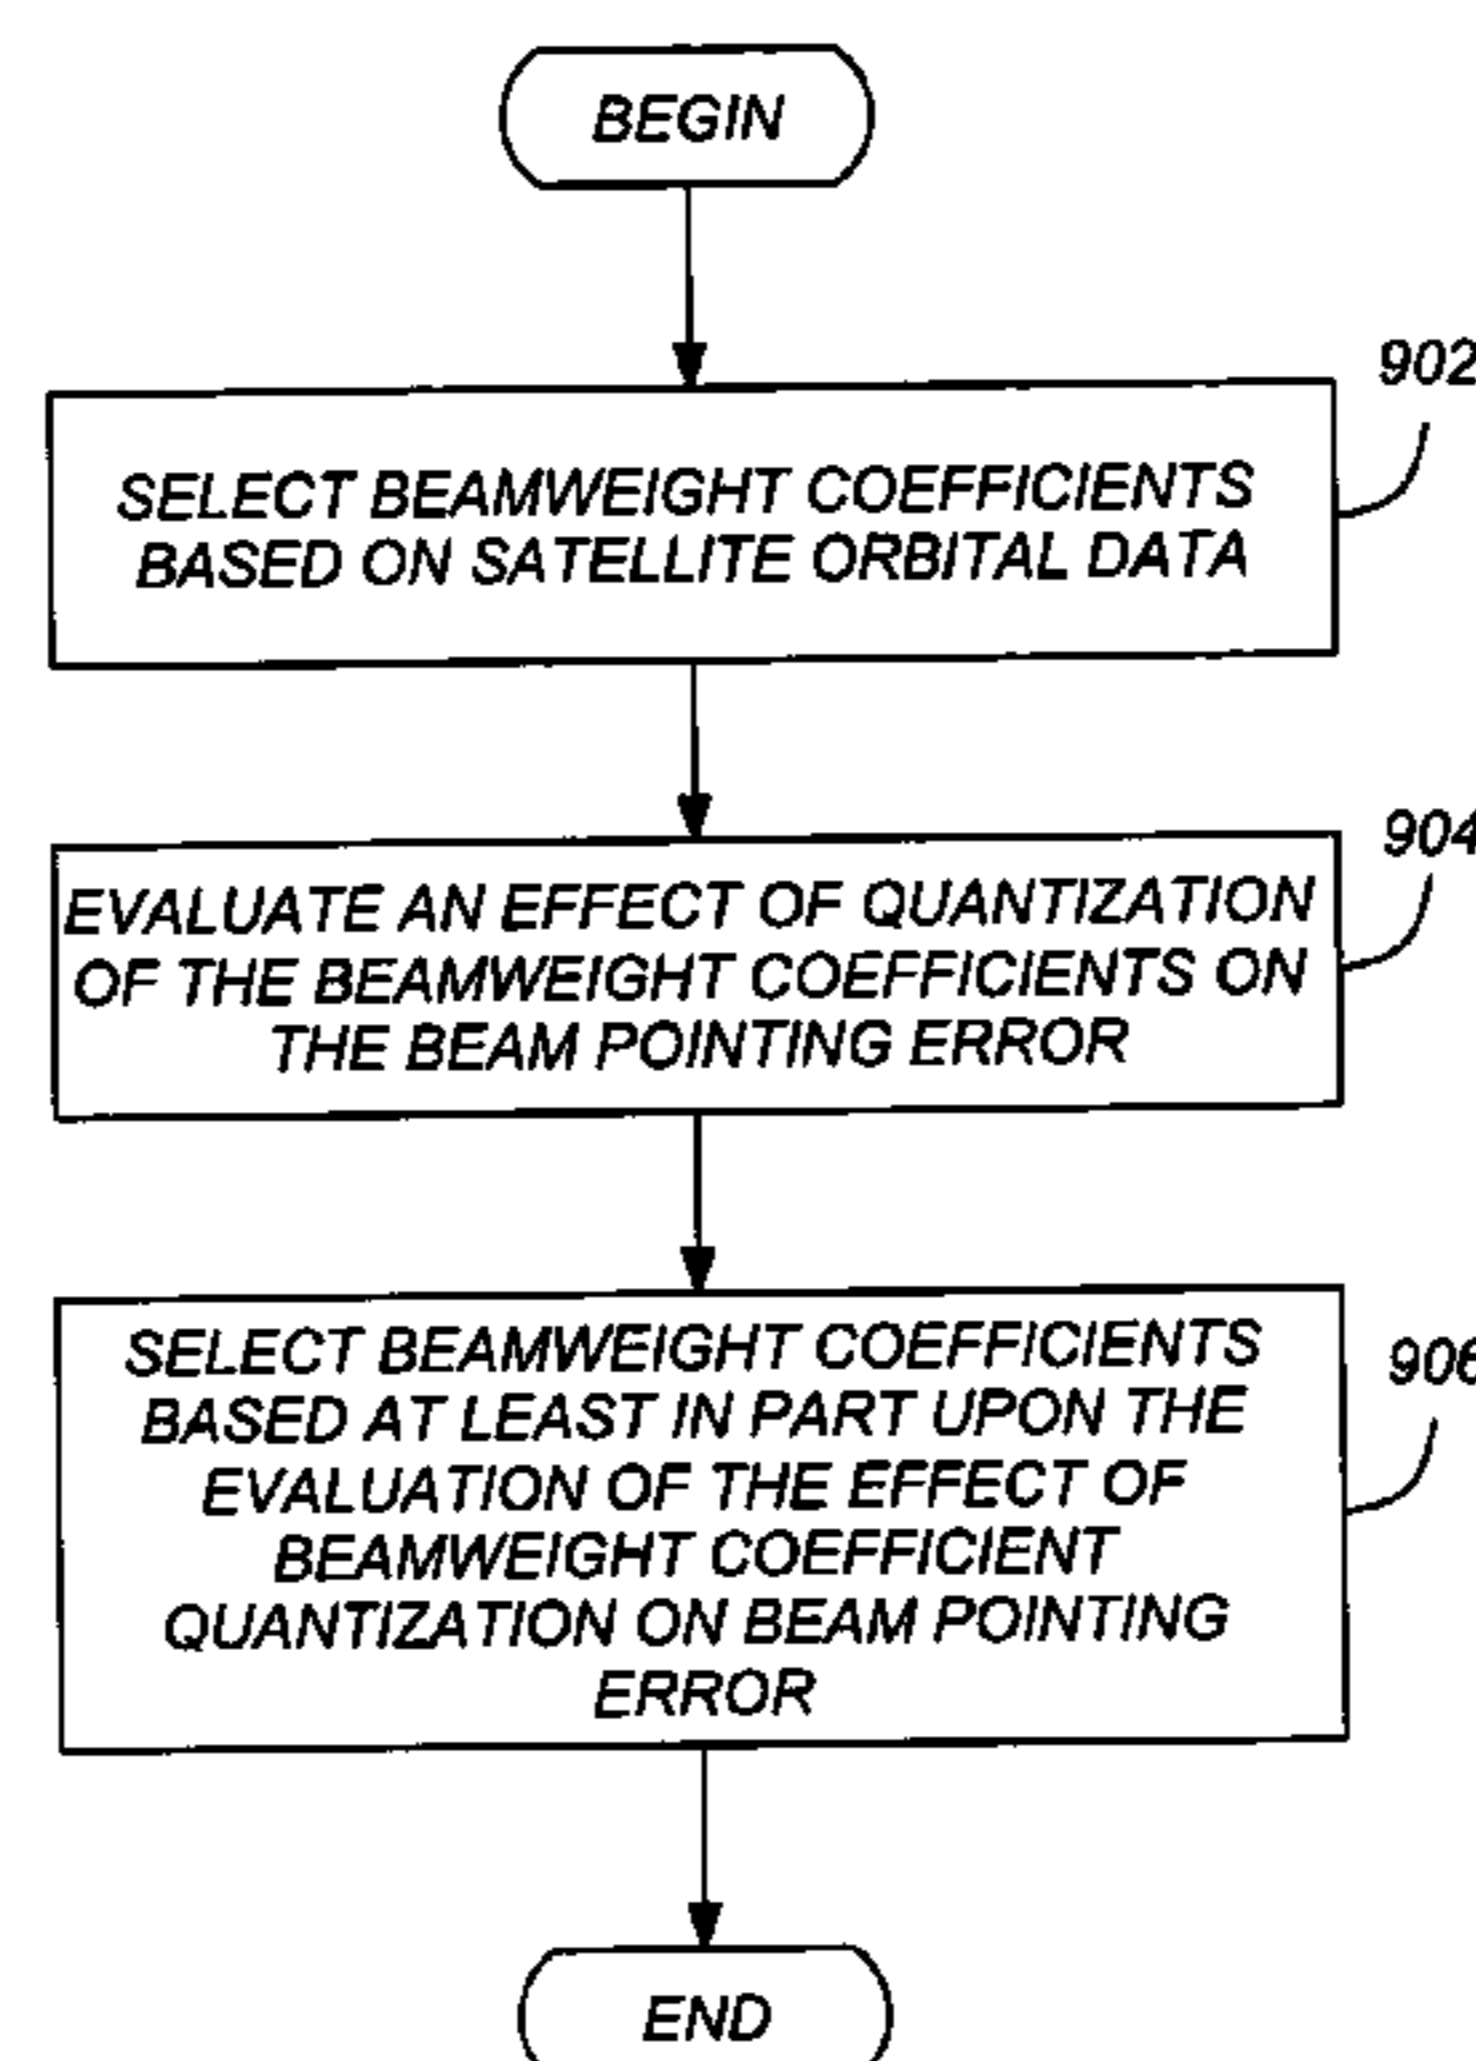 BEGIN
902
SELECT BEAMWEIGHT COEFFICIENTS
BASED ON SATELLITE ORBITAL DATA
904
EVALUATE AN EFFECT OF QUANTIZATION
OF THE BEAMWEIGHT COEFFICIENTS ON
THE BEAM POINTING ERROR
906
SELECT BEAMWEIGHT COEFFICIENTS
BASED AT LEAST IN PART UPON THE
EVALUATION OF THE EFFECT OF
BEAMWEIGHT COEFFICIENT
QUANTIZATION ON BEAM POINTING
ERROR
END